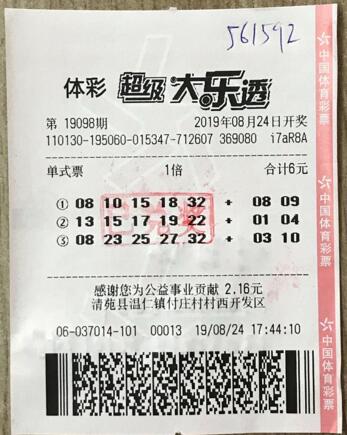 561592
体彩 超级大乐透
第 19098期 2019年08月24日开奖
110130-195060-015347-712607 369080 i7aR8A
单式票 1倍 合计6元
① 08 10 15 18 32 + 08 09
② 13 15 17 19 22 + 01 04
③ 08 23 25 27 32 + 03 10
已兑奖
感谢您为公益事业贡献 2.16元
清苑县温仁镇付庄村村西开发区
06-037014-101 00013 19/08/24 17:44:10
中国体育彩票
中国体育彩票
中国体育彩票